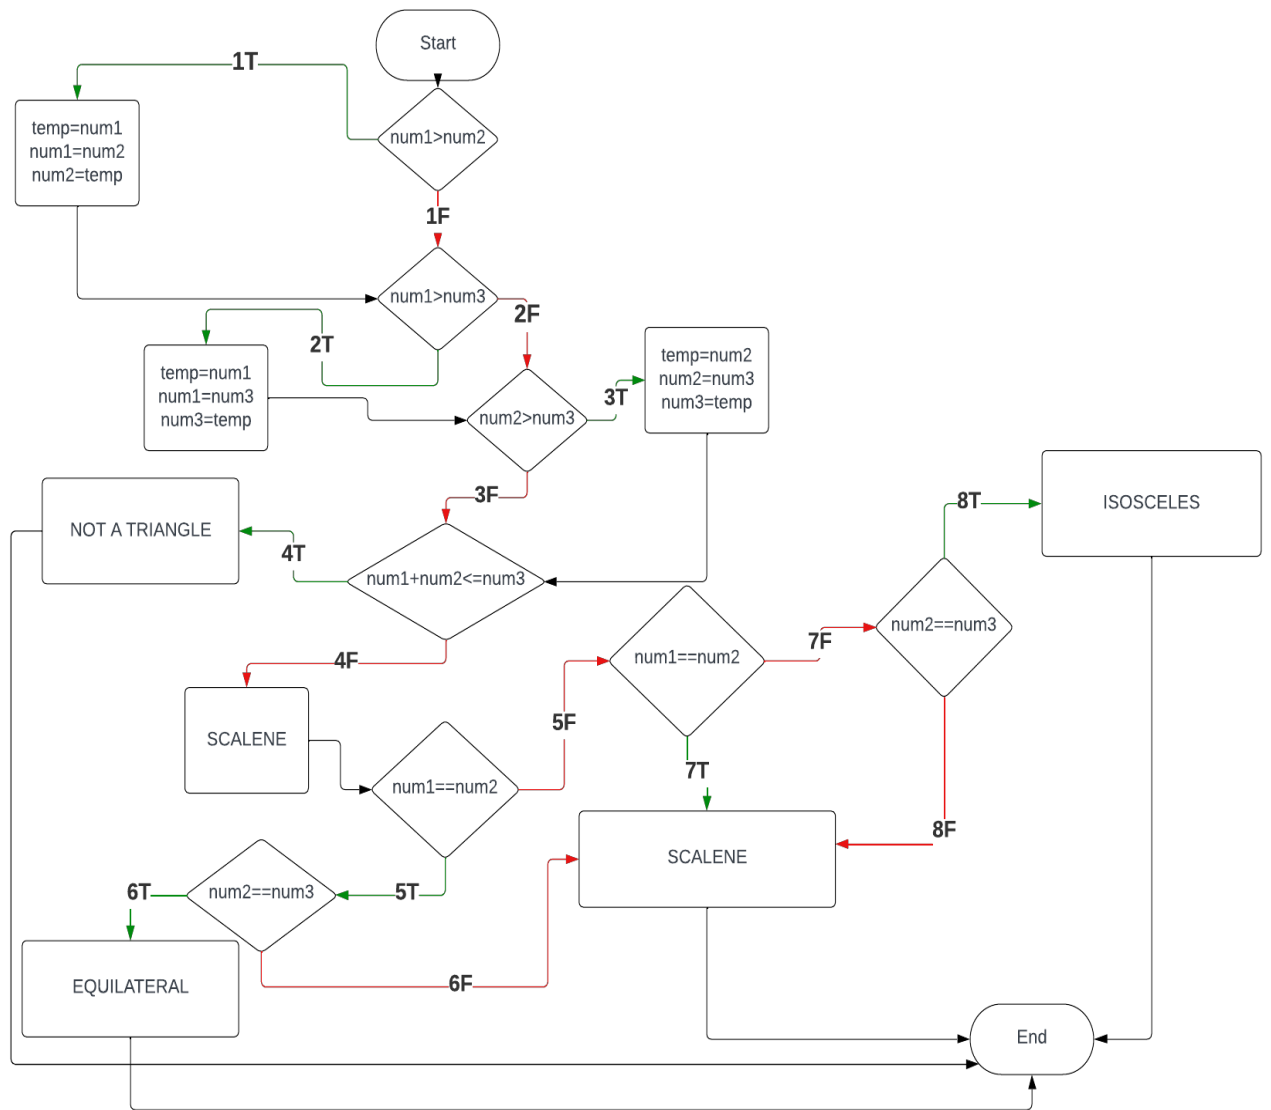 Start
1T
num1>num2
temp=num1
num1=num2
num2=temp
1F
num1>num3
2F
2T
temp=num1
num1=num3
num3=temp
num2>num3
3T
temp=num2
num2=num3
num3=temp
3F
NOT A TRIANGLE
4T
num1+num2<=num3
8T
ISOSCELES
4F
num1==num2
7F
num2==num3
SCALENE
5F
num1==num2
7T
8F
SCALENE
6T
num2==num3
5T
EQUILATERAL
6F
End